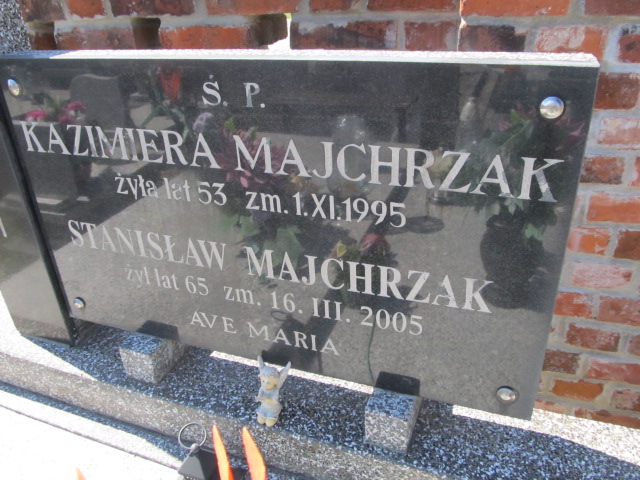 Ś. P.
KAZIMIERA MAJCHRZAK
żyła lat 53 zm. 1. XI. 1995
STANISŁAW MAJCHRZAK
żył lat 65 zm. 16. III. 2005
AVE MARIA